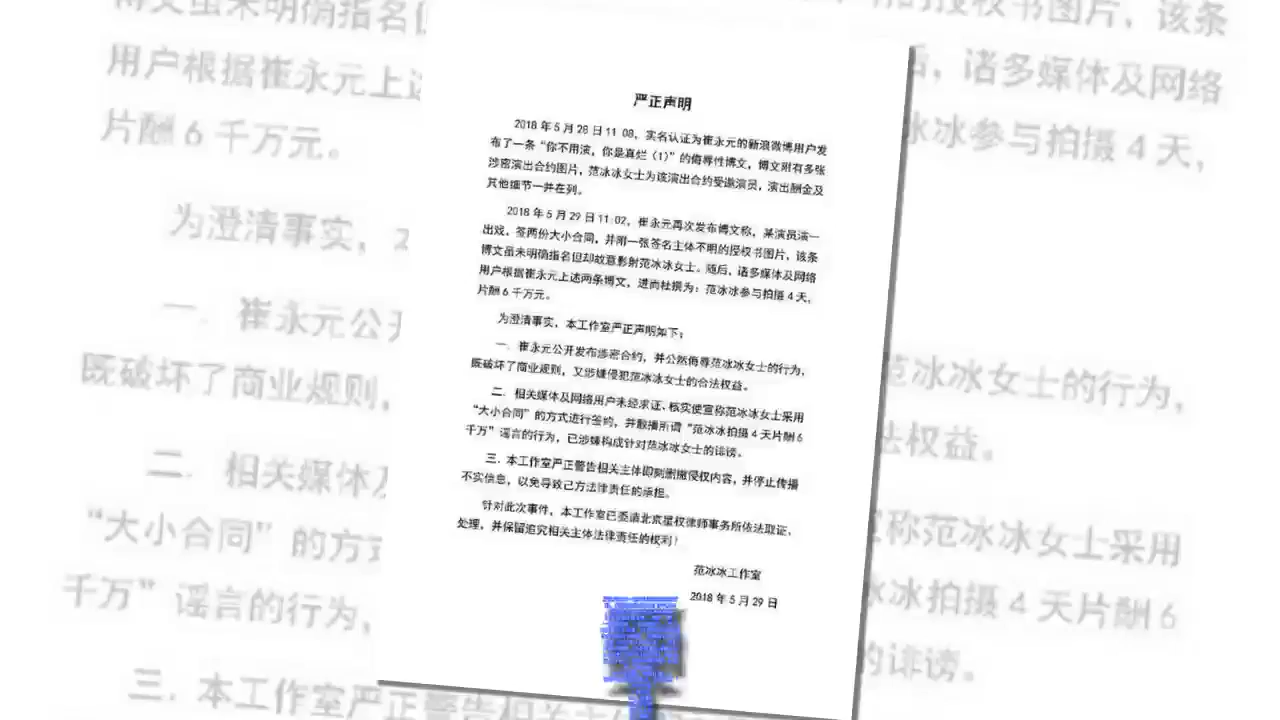 严正声明
2018 年 5 月 28 日 11:08，实名认证为崔永元的新浪微博用户发
布了一条“你不用演，你是真烂（1）”的侮辱性博文，博文附有多张
涉密演出合约图片，范冰冰女士为该演出合约受邀演员，演出酬金及
其他细节一并在列。
2018 年 5 月 29 日 11:02，崔永元再次发布博文称，某演员演一
出戏，签两份大小合同，并附一张签名主体不明的授权书图片，该条
博文虽未明确指名但却故意影射范冰冰女士。随后，诸多媒体及网络
用户根据崔永元上述两条博文，进而杜撰为：范冰冰参与拍摄 4 天，
片酬 6 千万元。
为澄清事实，本工作室严正声明如下：
一. 崔永元公开发布涉密合约，并公然侮辱范冰冰女士的行为，
既破坏了商业规则，又涉嫌侵犯范冰冰女士的合法权益。
二. 相关媒体及网络用户未经求证、核实便宣称范冰冰女士采用
“大小合同”的方式进行签约，并散播所谓“范冰冰拍摄 4 天片酬 6
千万”谣言的行为，已涉嫌构成针对范冰冰女士的诽谤。
三. 本工作室严正警告相关主体即刻删撤侵权内容，并停止传播
不实信息，以免导致己方法律责任的承担。
针对此次事件，本工作室已委请北京星权律师事务所依法取证、
处理，并保留追究相关主体法律责任的权利！
范冰冰工作室
2018 年 5 月 29 日